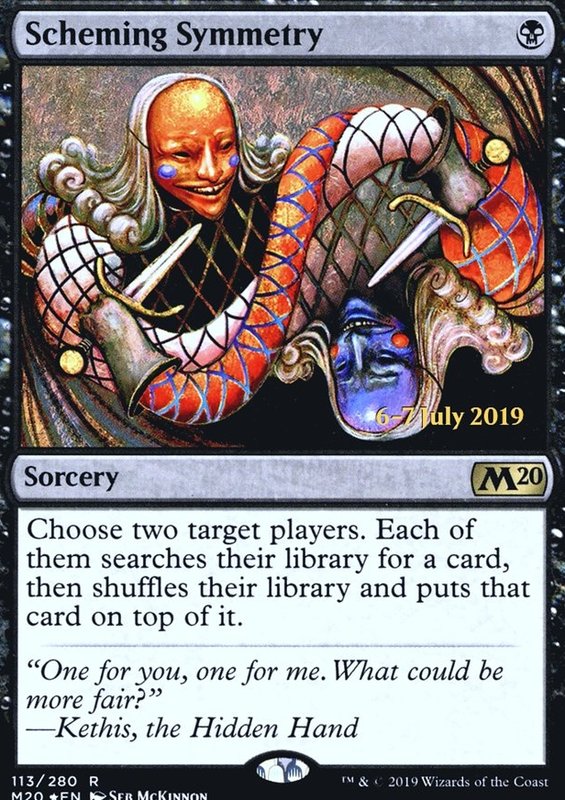 Scheming Symmetry
6-7 July 2019
Sorcery
M20
Choose two target players. Each of
them searches their library for a card,
then shuffles their library and puts that
card on top of it.
“One for you, one for me. What could be
more fair?”
—Kethis, the Hidden Hand
113/280 R
M20 ★ EN Seb McKinnon
™ & © 2019 Wizards of the Coast